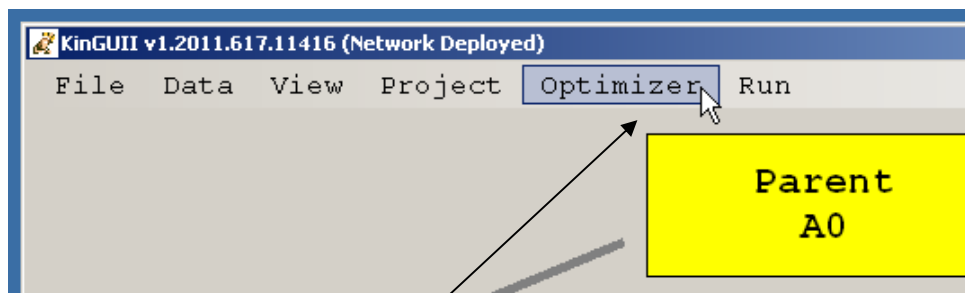 KinGUII v1.2011.617.11416 (Network Deployed)
File Data View Project Optimizer Run
Parent
A0